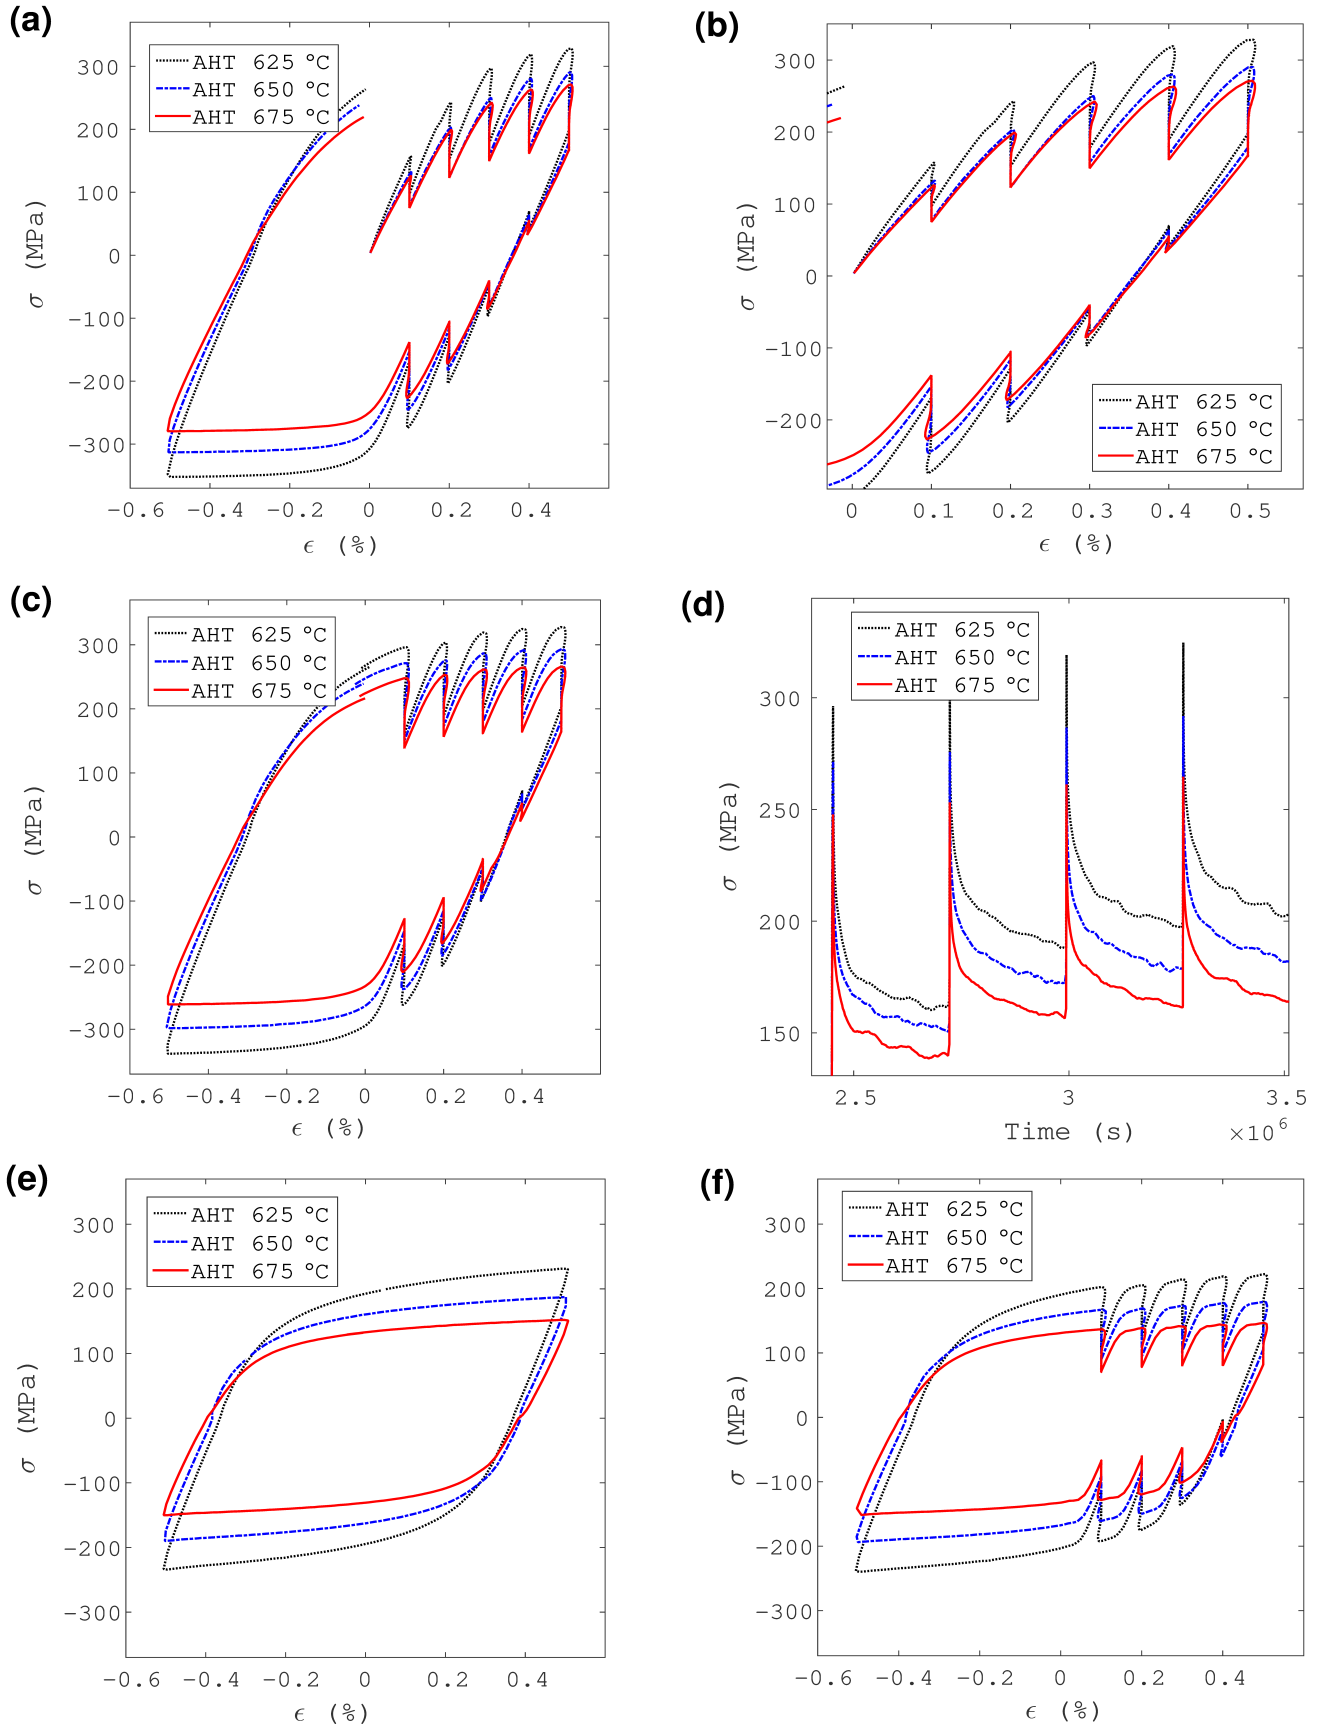 (a)
AHT 625 °C
AHT 650 °C
AHT 675 °C
300
200
100
0
−100
−200
−300
σ (MPa)
−0.6 −0.4 −0.2 0 0.2 0.4
ϵ (%)
(b)
300
200
100
0
−100
−200
σ (MPa)
AHT 625 °C
AHT 650 °C
AHT 675 °C
0 0.1 0.2 0.3 0.4 0.5
ϵ (%)
(c)
AHT 625 °C
AHT 650 °C
AHT 675 °C
300
200
100
0
−100
−200
−300
σ (MPa)
−0.6 −0.4 −0.2 0 0.2 0.4
ϵ (%)
(d)
AHT 625 °C
AHT 650 °C
AHT 675 °C
300
250
200
150
σ (MPa)
2.5 3 3.5
Time (s) ×10⁶
(e)
AHT 625 °C
AHT 650 °C
AHT 675 °C
300
200
100
0
−100
−200
−300
σ (MPa)
−0.6 −0.4 −0.2 0 0.2 0.4
ϵ (%)
(f)
AHT 625 °C
AHT 650 °C
AHT 675 °C
300
200
100
0
−100
−200
−300
σ (MPa)
−0.6 −0.4 −0.2 0 0.2 0.4
ϵ (%)